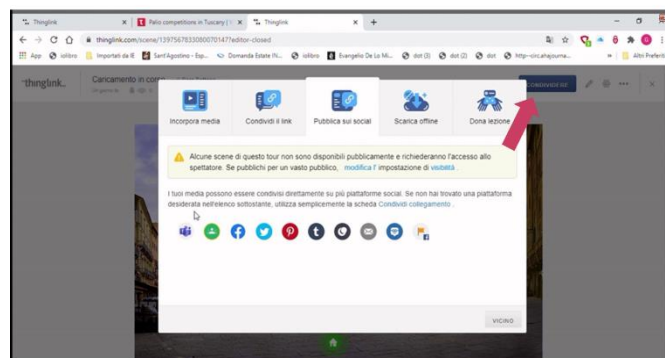 Thinglink
Palio competitions in Tuscany |
Thinglink
thinglink.com/scene/1397567833080070147?editor-closed
App
iolibro
Importati da IE
Sant'Agostino - Esp...
Domanda Estate IN...
iolibro
Evangelo De Lo Mi...
dot (3)
dot (2)
dot
http--circ.ahajourna...
Altri Preferiti
thinglink..
Caricamento in corso
CONDIVIDERE
Incorpora media
Condividi il link
Pubblica sui social
Scarica offline
Dona lezione
Alcune scene di questo tour non sono disponibili pubblicamente e richiederanno l'accesso allo
spettatore. Se pubblichi per un vasto pubblico, modifica l' impostazione di visibilità .
I tuoi media possono essere condivisi direttamente su più piattaforme social. Se non hai trovato una piattaforma
desiderata nell'elenco sottostante, utilizza semplicemente la scheda Condividi collegamento .
VICINO